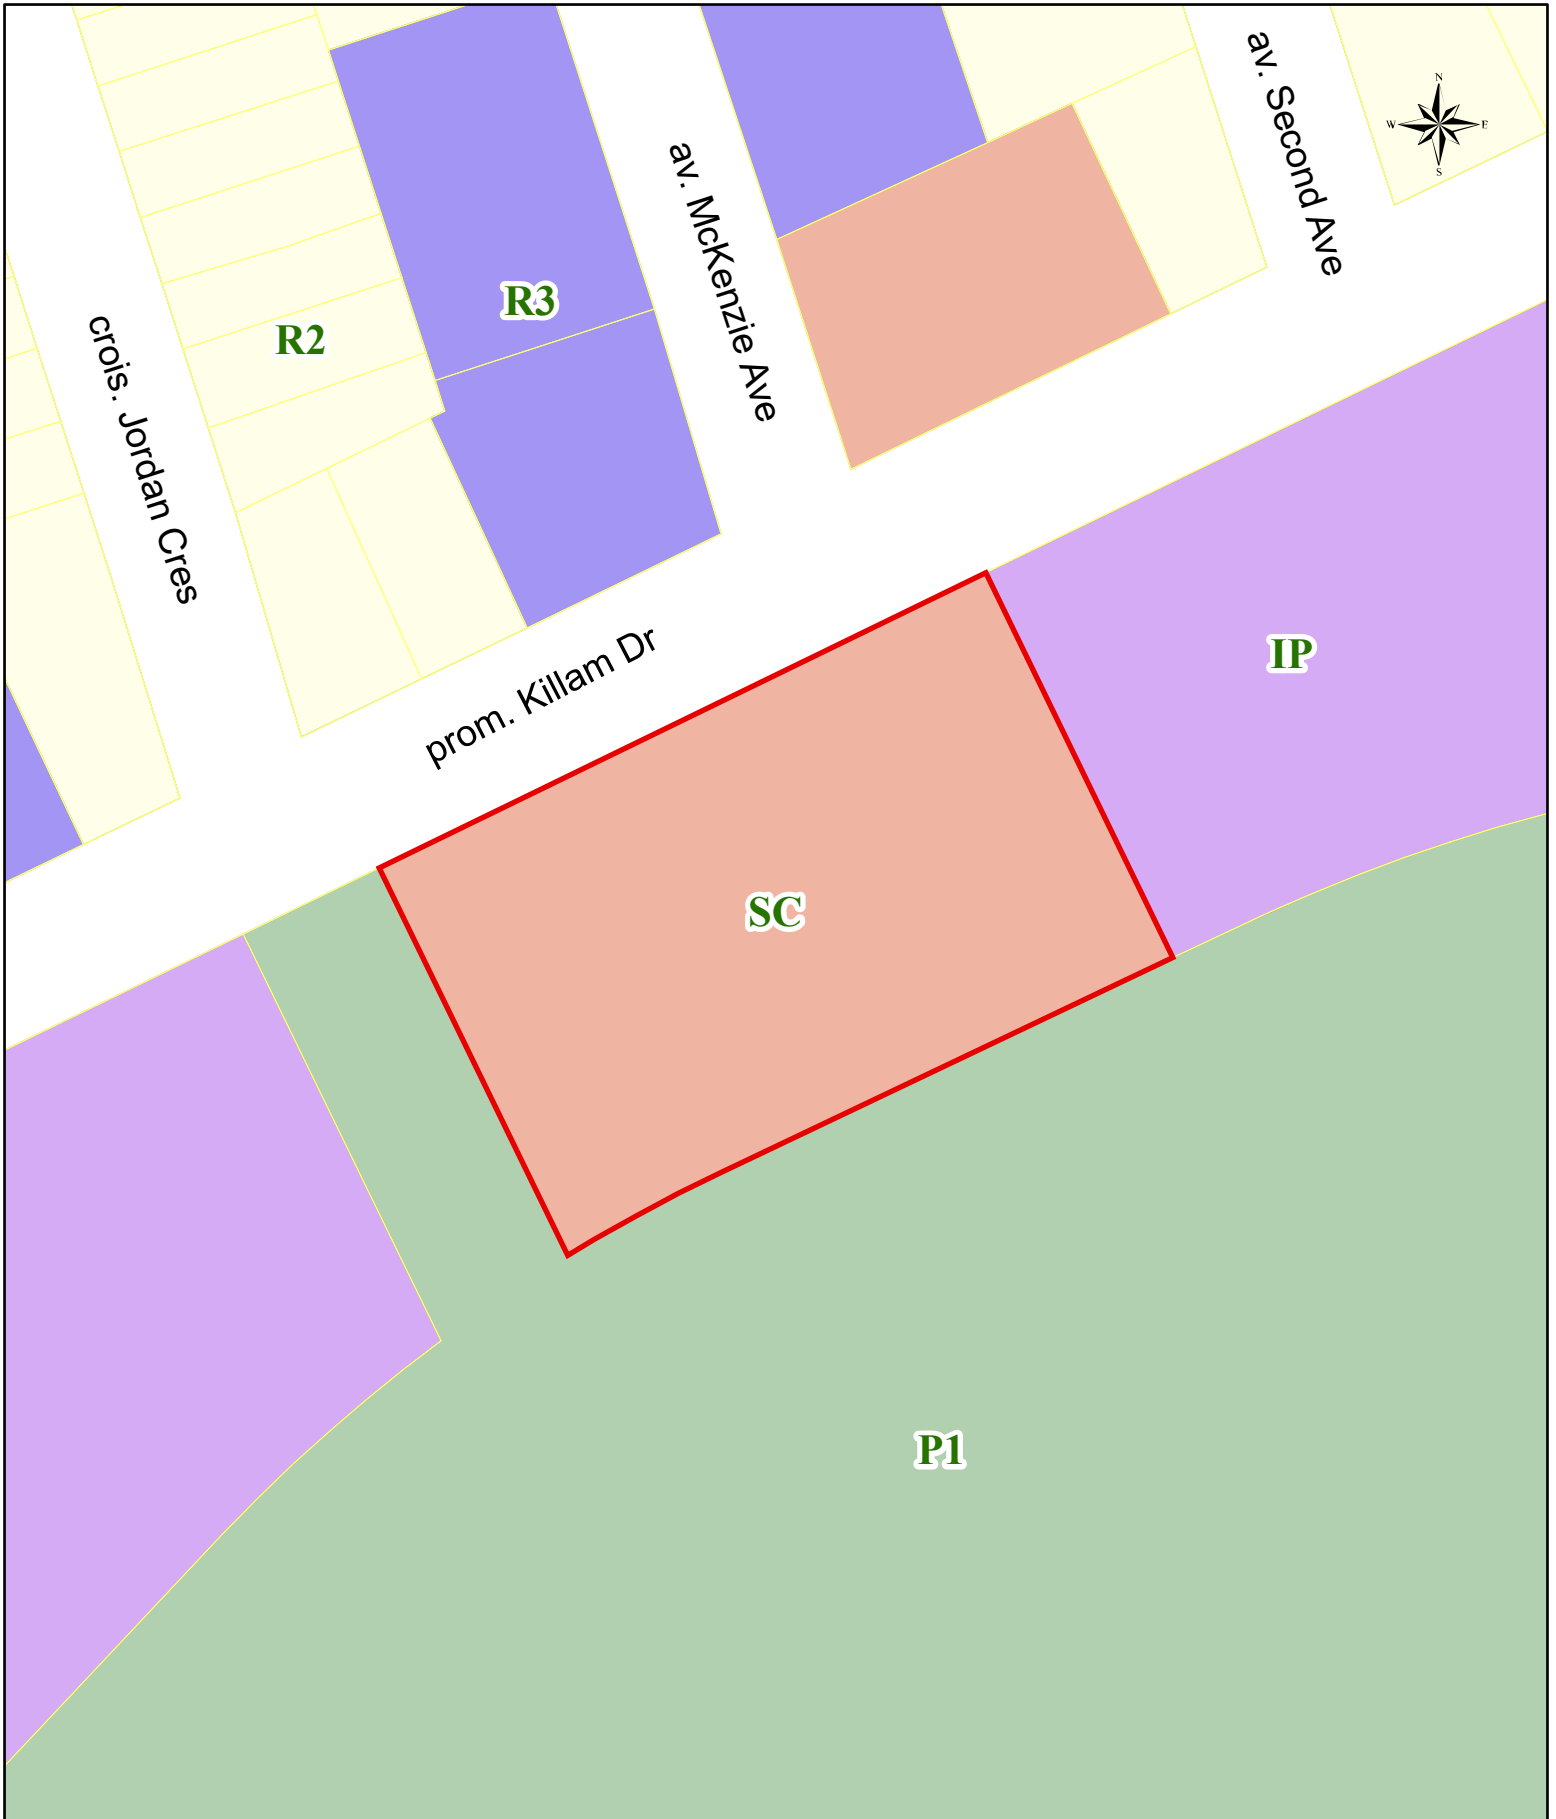 av. Second Ave
N
W E
S
av. McKenzie Ave
R3
R2
crois. Jordan Cres
prom. Killam Dr
IP
SC
P1